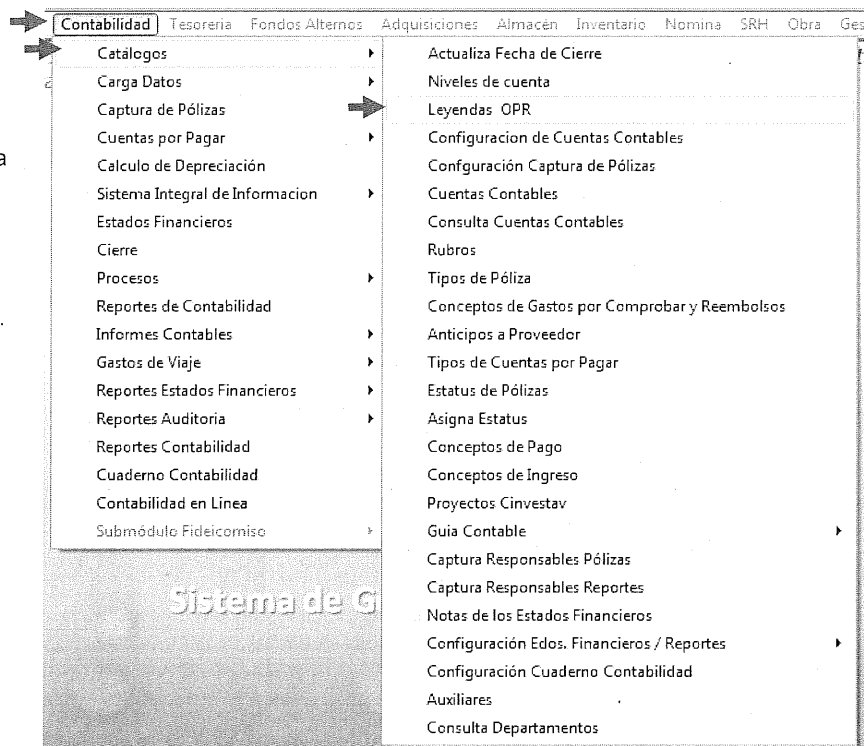 Contabilidad Tesoreria Fondos Alternos Adquisiciones Almacén Inventario Nomina SRH Obra Ges
Catálogos
Carga Datos
Captura de Pólizas
Cuentas por Pagar
Calculo de Depreciación
Sistema Integral de Informacion
Estados Financieros
Cierre
Procesos
Reportes de Contabilidad
Informes Contables
Gastos de Viaje
Reportes Estados Financieros
Reportes Auditoria
Reportes Contabilidad
Cuaderno Contabilidad
Contabilidad en Linea
Submódulo Fideicomiso
Actualiza Fecha de Cierre
Niveles de cuenta
Leyendas OPR
Configuracion de Cuentas Contables
Confguración Captura de Pólizas
Cuentas Contables
Consulta Cuentas Contables
Rubros
Tipos de Póliza
Conceptos de Gastos por Comprobar y Reembolsos
Anticipos a Proveedor
Tipos de Cuentas por Pagar
Estatus de Pólizas
Asigna Estatus
Conceptos de Pago
Conceptos de Ingreso
Proyectos Cinvestav
Guia Contable
Captura Responsables Pólizas
Captura Responsables Reportes
Notas de los Estados Financieros
Configuración Edos. Financieros / Reportes
Configuración Cuaderno Contabilidad
Auxiliares
Consulta Departamentos
Sistema de G
a